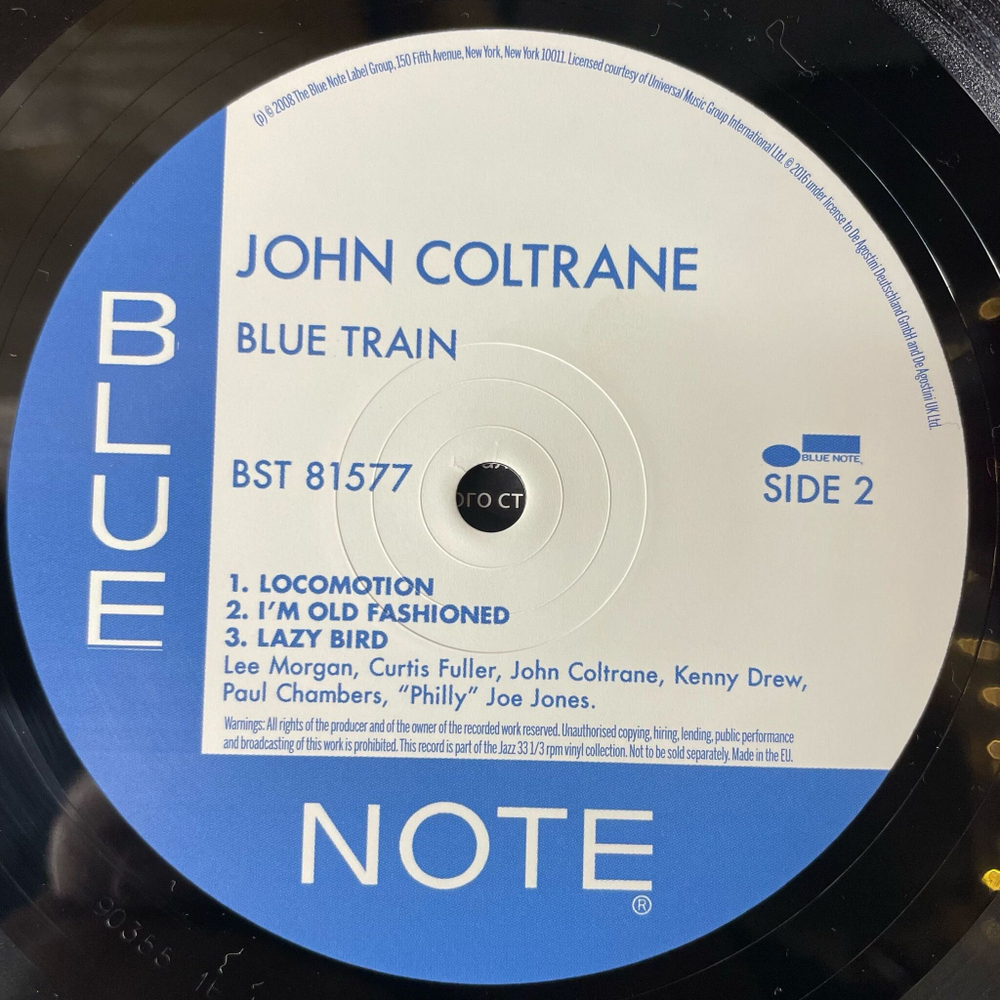 (p) © 2008 The Blue Note Label Group, 150 Fifth Avenue, New York, New York 10011. Licensed courtesy of Universal Music Group International Ltd. © 2016 under license to De Agostini Deutschland GmbH and De Agostini UK Ltd.
JOHN COLTRANE
BLUE TRAIN
BST 81577
BLUE NOTE
SIDE 2
ОГО СТ
1. LOCOMOTION
2. I’M OLD FASHIONED
3. LAZY BIRD
Lee Morgan, Curtis Fuller, John Coltrane, Kenny Drew,
Paul Chambers, “Philly” Joe Jones.
Warnings: All rights of the producer and of the owner of the recorded work reserved. Unauthorised copying, hiring, lending, public performance
and broadcasting of this work is prohibited. This record is part of the Jazz 33 1/3 rpm vinyl collection. Not to be sold separately. Made in the EU.
BLUE
NOTE®